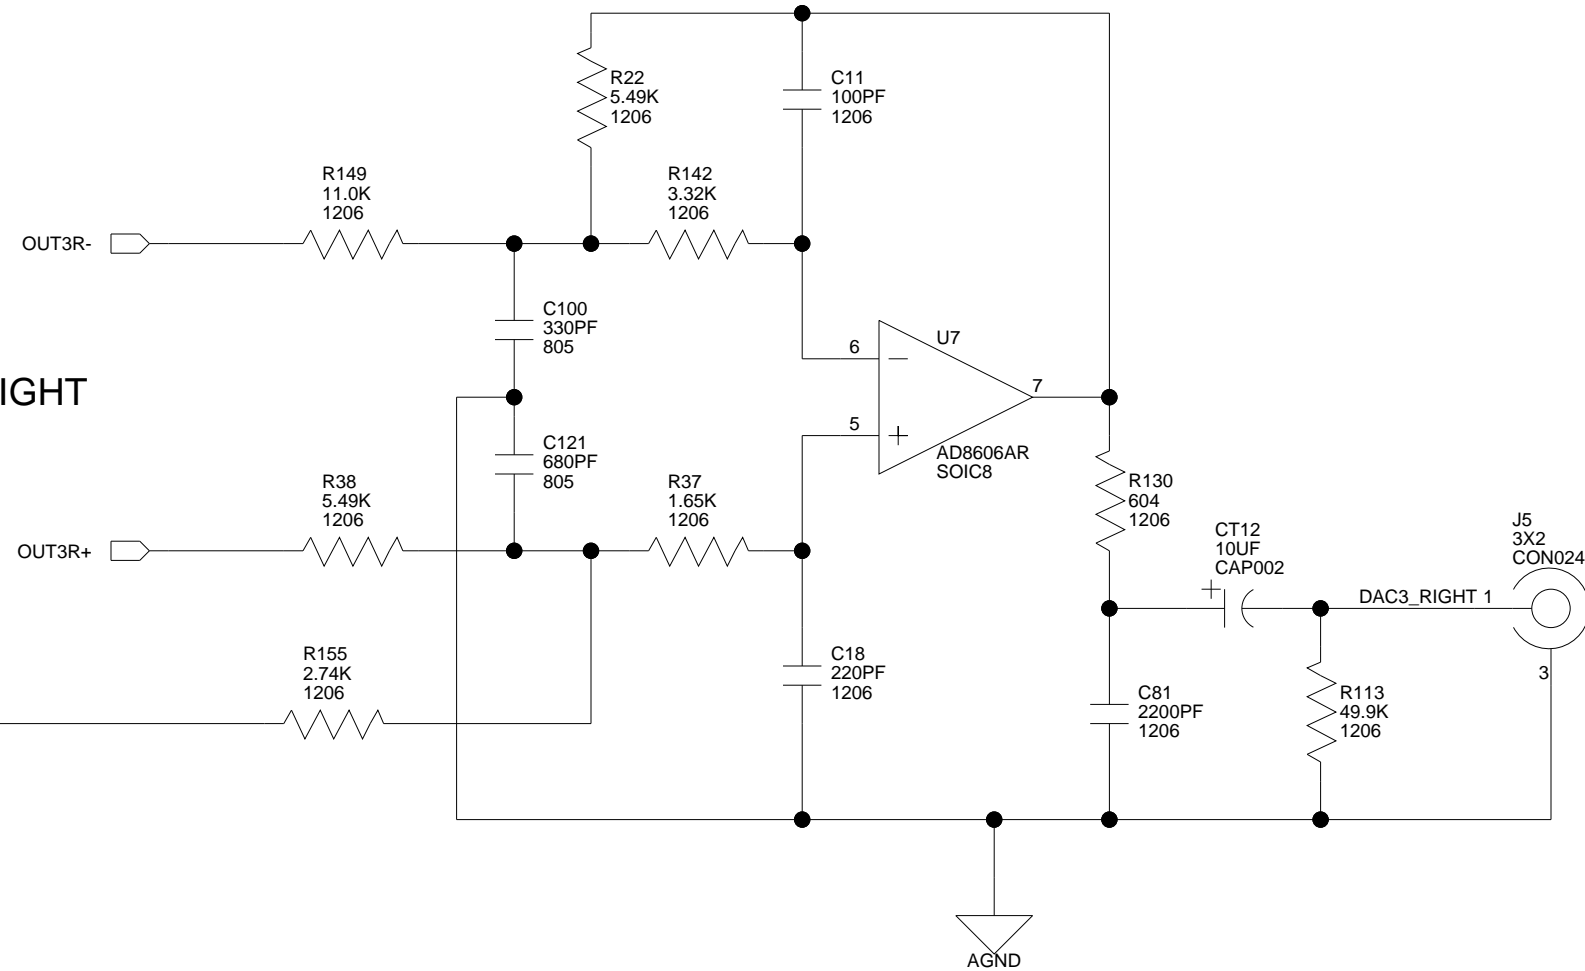 R22
5.49K
1206
C11
100PF
1206
R149
11.0K
1206
R142
3.32K
1206
OUT3R-
C100
330PF
805
U7
6
7
IGHT
5
C121
680PF
805
AD8606AR
SOIC8
R38
5.49K
1206
R37
1.65K
1206
R130
604
1206
OUT3R+
CT12
10UF
CAP002
J5
3X2
CON024
DAC3_RIGHT 1
R155
2.74K
1206
C18
220PF
1206
3
C81
2200PF
1206
R113
49.9K
1206
AGND